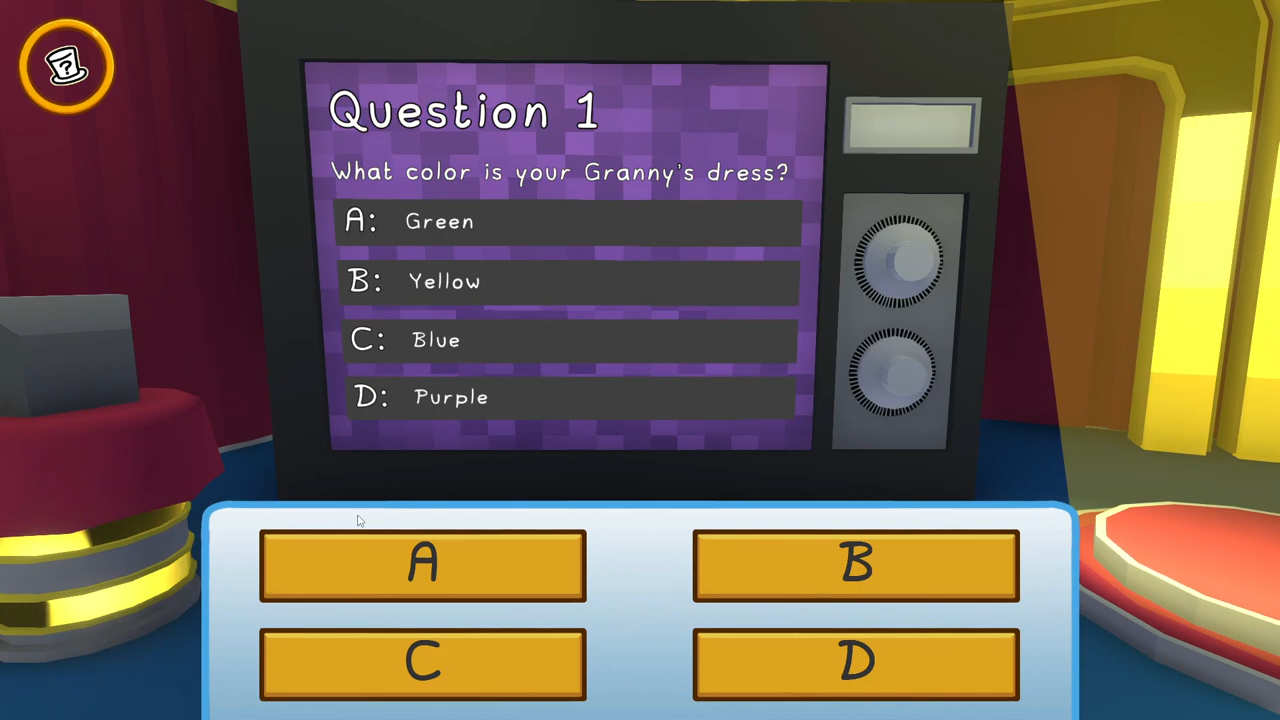 ?
Question 1
What color is your Granny's dress?
A: Green
B: Yellow
C: Blue
D: Purple
A
B
C
D